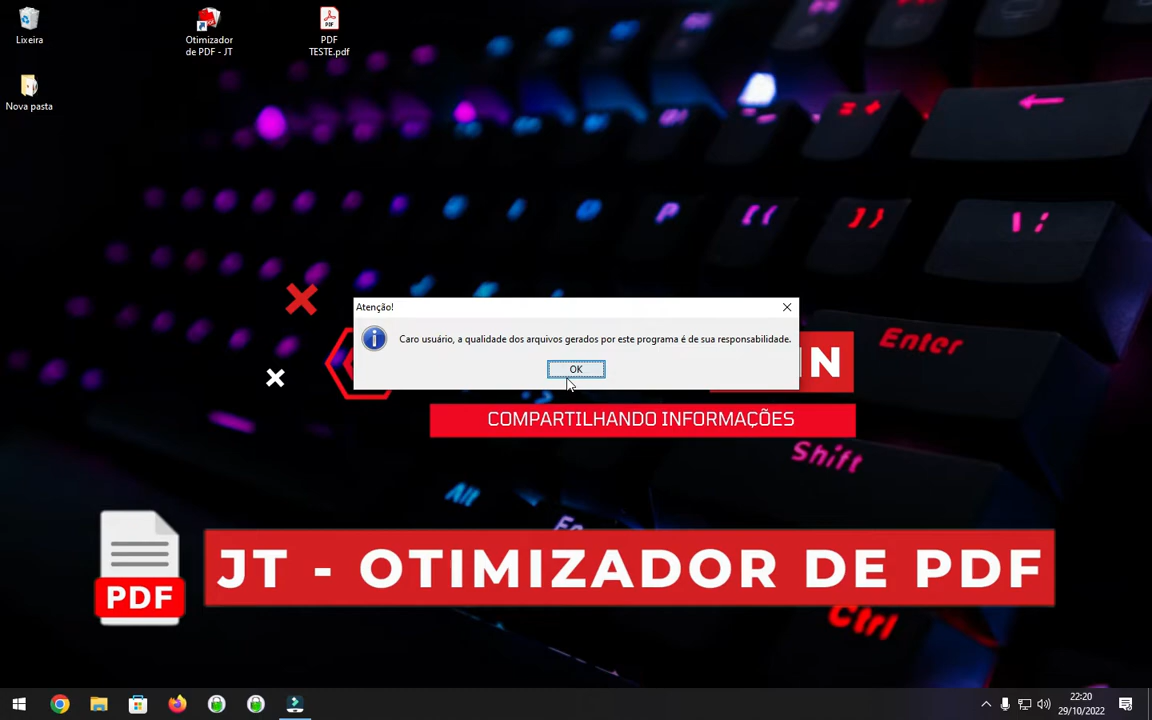 Lixeira
Otimizador
de PDF - JT
PDF
TESTE.pdf
Nova pasta
Atenção!
Caro usuário, a qualidade dos arquivos gerados por este programa é de sua responsabilidade.
OK
IN
COMPARTILHANDO INFORMAÇÕES
Enter
Shift
Alt
Ctrl
PDF
JT - OTIMIZADOR DE PDF
22:20
29/10/2022